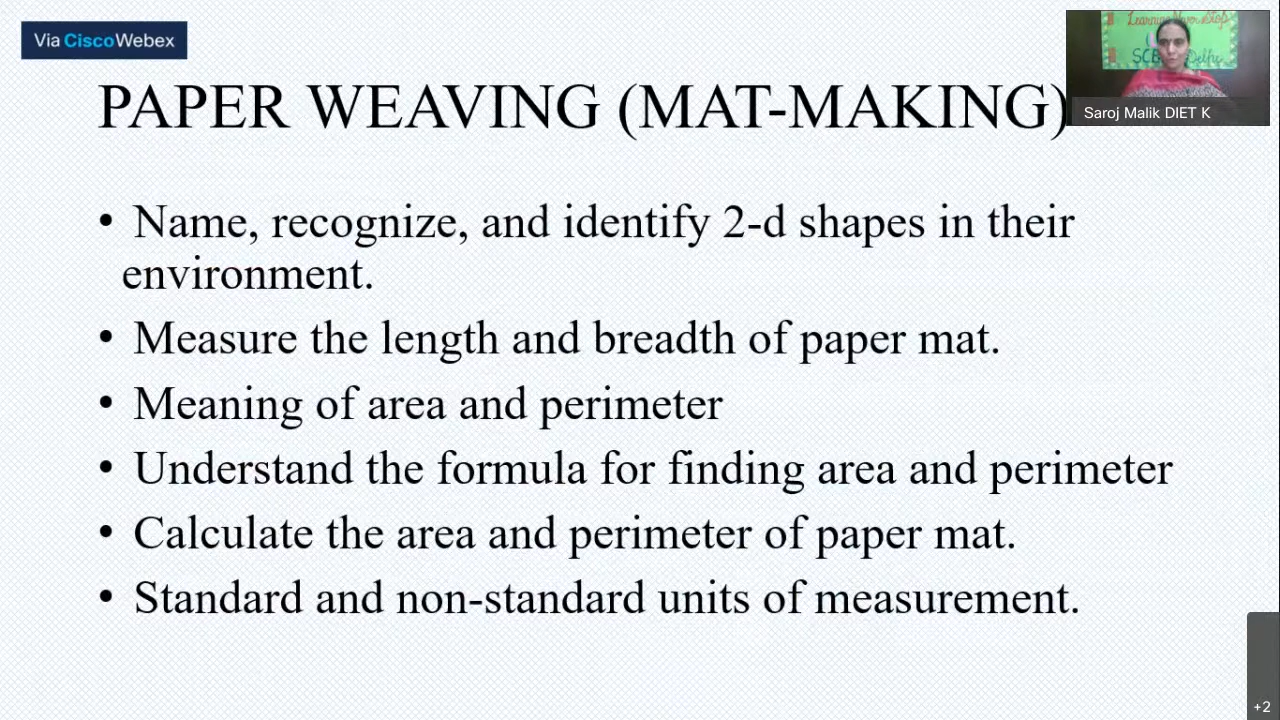 Via Cisco Webex
PAPER WEAVING (MAT-MAKING)
Saroj Malik DIET K
• Name, recognize, and identify 2-d shapes in their
environment.
• Measure the length and breadth of paper mat.
• Meaning of area and perimeter
• Understand the formula for finding area and perimeter
• Calculate the area and perimeter of paper mat.
• Standard and non-standard units of measurement.
+2